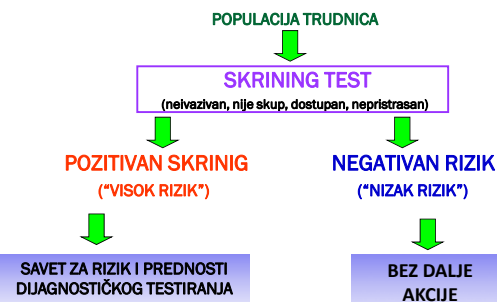 POPULACIJA TRUDNICA
SKRINING TEST
(neivazivan, nije skup, dostupan, nepristrasan)
POZITIVAN SKRINIG
("VISOK RIZIK")
NEGATIVAN RIZIK
("NIZAK RIZIK")
SAVET ZA RIZIK I PREDNOSTI
DIJAGNOSTIČKOG TESTIRANJA
BEZ DALJE
AKCIJE